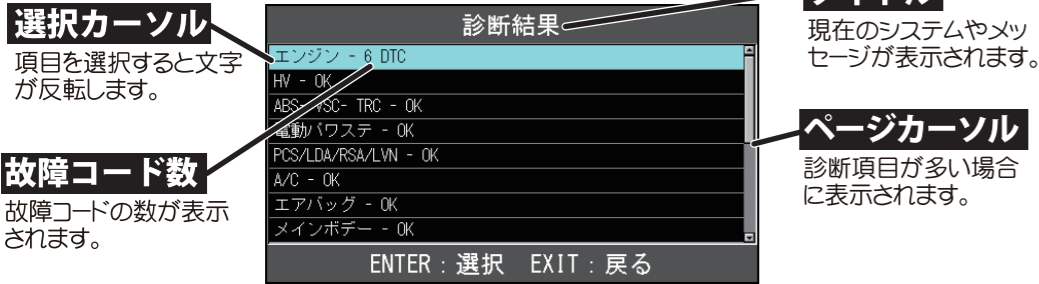 選択カーソル
項目を選択すると文字
が反転します。
故障コード数
故障コードの数が表示
されます。
診断結果
エンジン - 6 DTC
HV - OK
ABS- VSC- TRC - OK
電動パワステ - OK
PCS/LDA/RSA/LVN - OK
A/C - OK
エアバッグ - OK
メインボデー - OK
ENTER：選択 EXIT：戻る
現在のシステムやメッ
セージが表示されます。
ページカーソル
診断項目が多い場合
に表示されます。